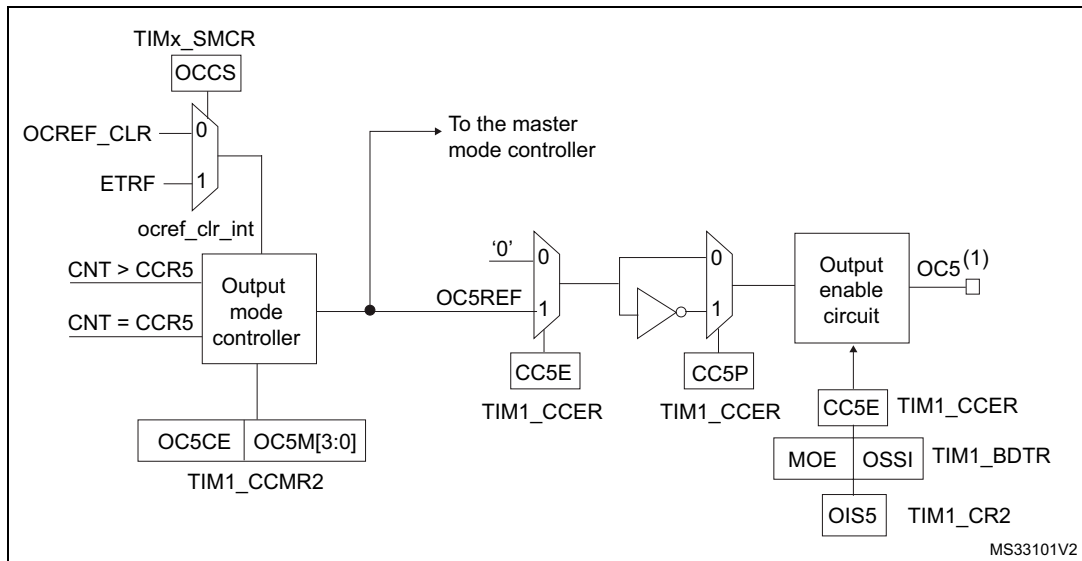 TIMx_SMCR
OCCS
OCREF_CLR
0
ETRF
1
ocref_clr_int
To the master
mode controller
CNT > CCR5
CNT = CCR5
Output
mode
controller
'0'
0
OC5REF
1
0
1
Output
enable
circuit
OC5 (1)
CC5E
TIM1_CCER
CC5P
TIM1_CCER
CC5E
TIM1_CCER
OC5CE
OC5M[3:0]
TIM1_CCMR2
MOE
OSSI
TIM1_BDTR
OIS5
TIM1_CR2
MS33101V2